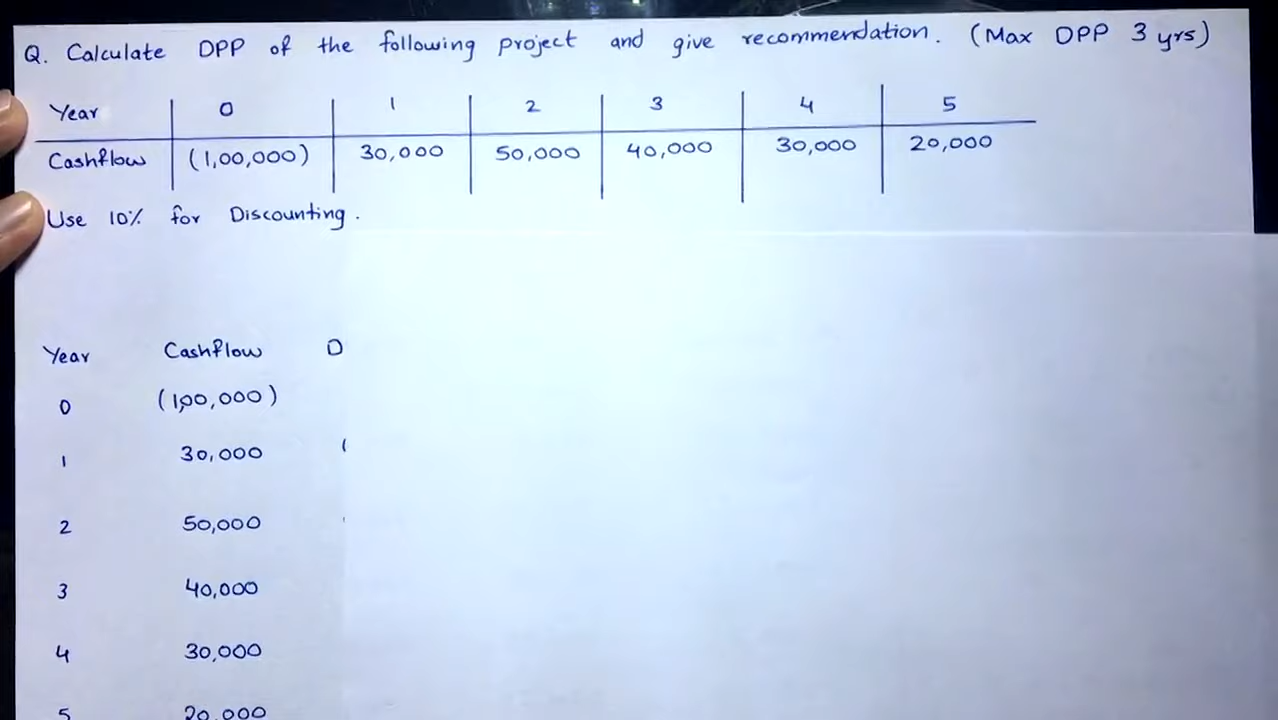 Q. Calculate DPP of the following project and give recommendation. (Max DPP 3 yrs)
Year 0 1 2 3 4 5
Cashflow (1,00,000) 30,000 50,000 40,000 30,000 20,000
Use 10% for Discounting.
Year Cashflow D
0 (1,00,000)
1 30,000 (
2 50,000
3 40,000
4 30,000
5 20,000